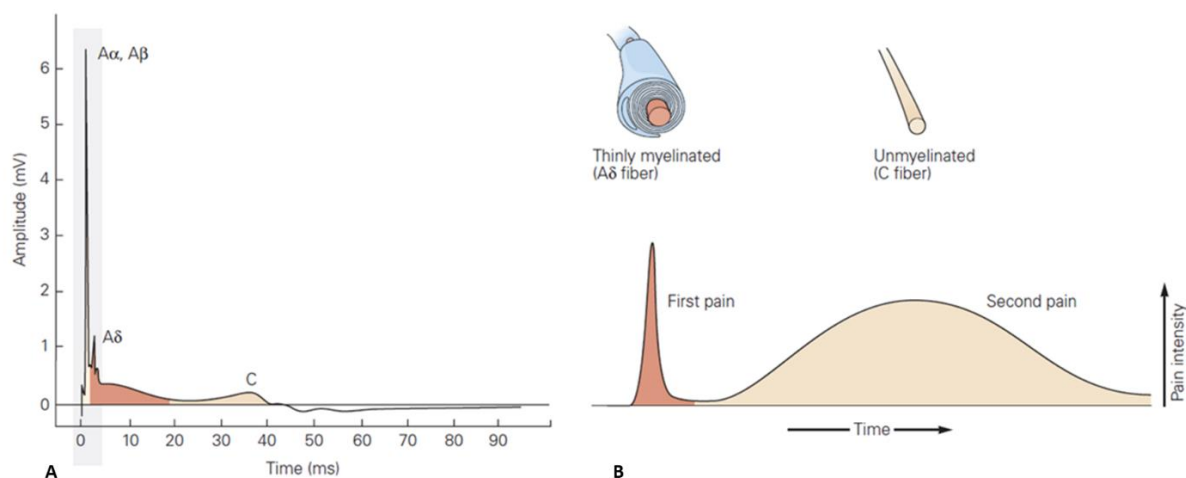 Aα, Aβ
6
5
4
3
2
1
0
Amplitude (mV)
Aδ
C
0 10 20 30 40 50 60 70 80 90
Time (ms)
A
Thinly myelinated
(Aδ fiber)
Unmyelinated
(C fiber)
First pain
Second pain
Pain intensity
Time
B